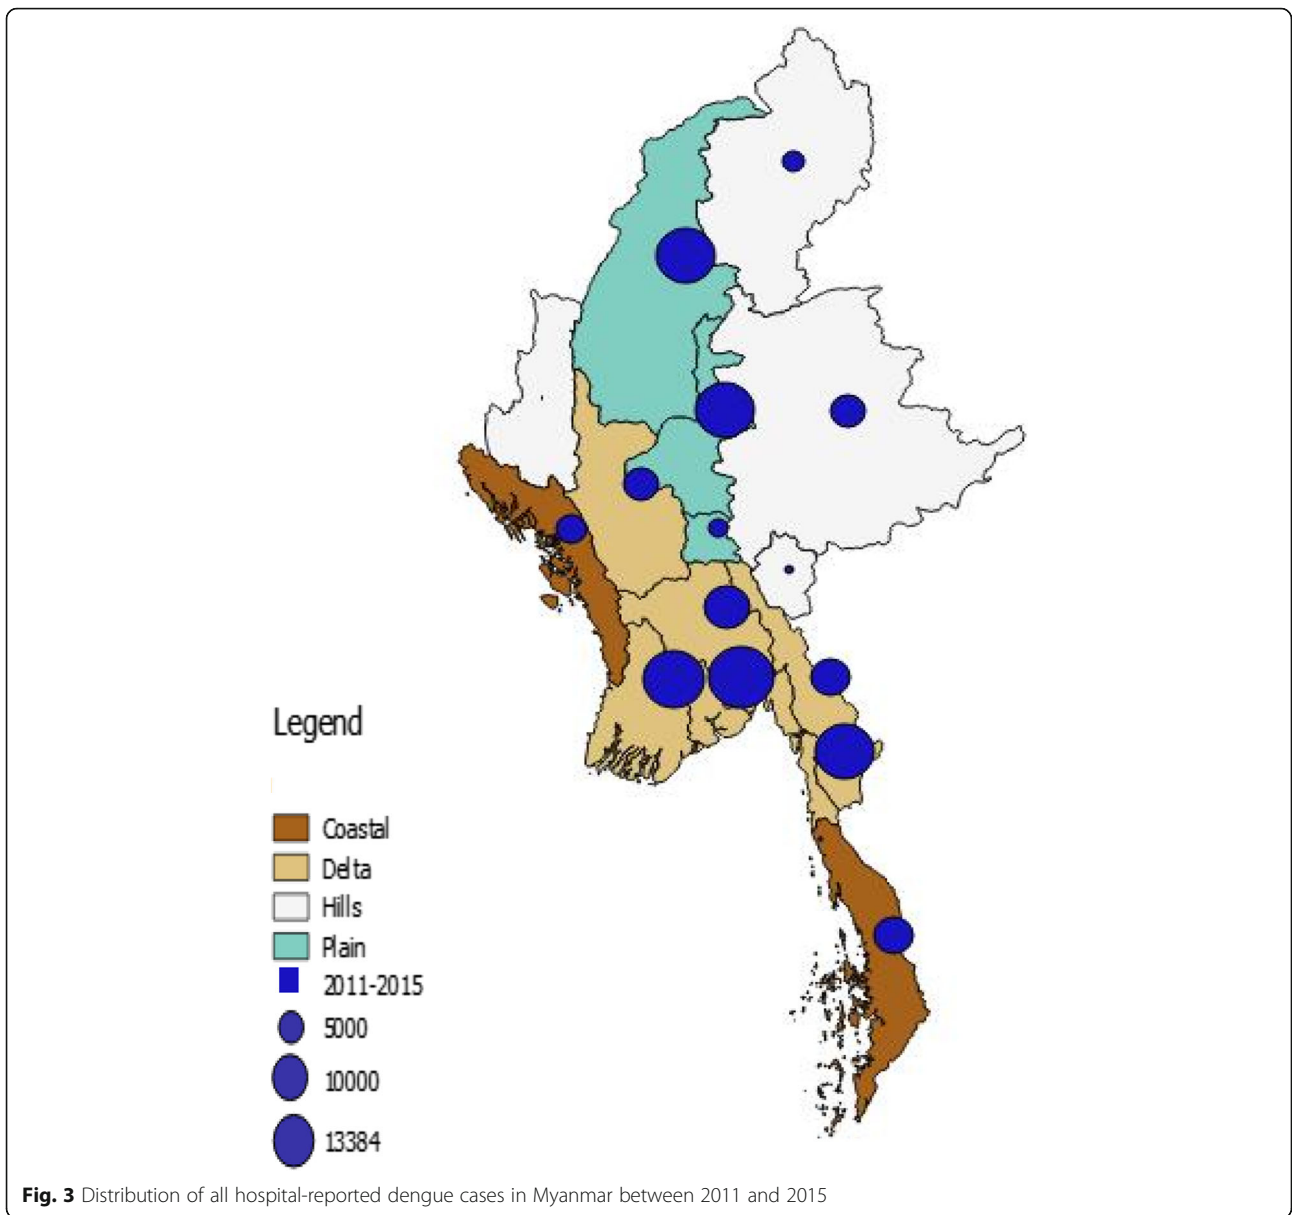 Legend
Coastal
Delta
Hills
Plain
2011-2015
5000
10000
13384
Fig. 3 Distribution of all hospital-reported dengue cases in Myanmar between 2011 and 2015